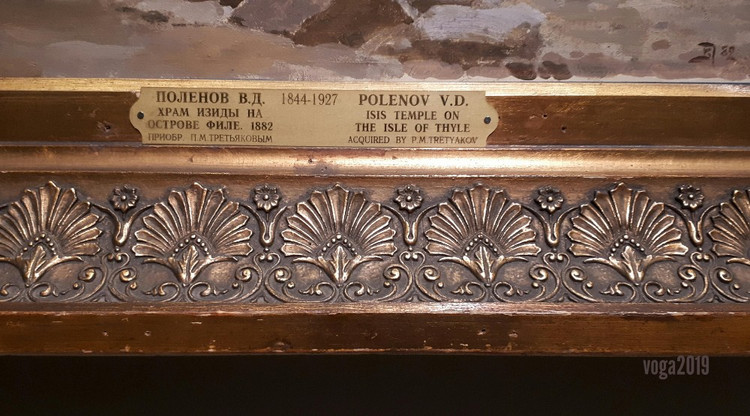 ПОЛЕНОВ В.Д. 1844-1927 POLENOV V.D.
ХРАМ ИЗИДЫ НА
ОСТРОВЕ ФИЛЕ. 1882
ПРИОБР. П.М.ТРЕТЬЯКОВЫМ
ISIS TEMPLE ON
THE ISLE OF THYLE
ACQUIRED BY P.M.TRETYAKOV
voga2019